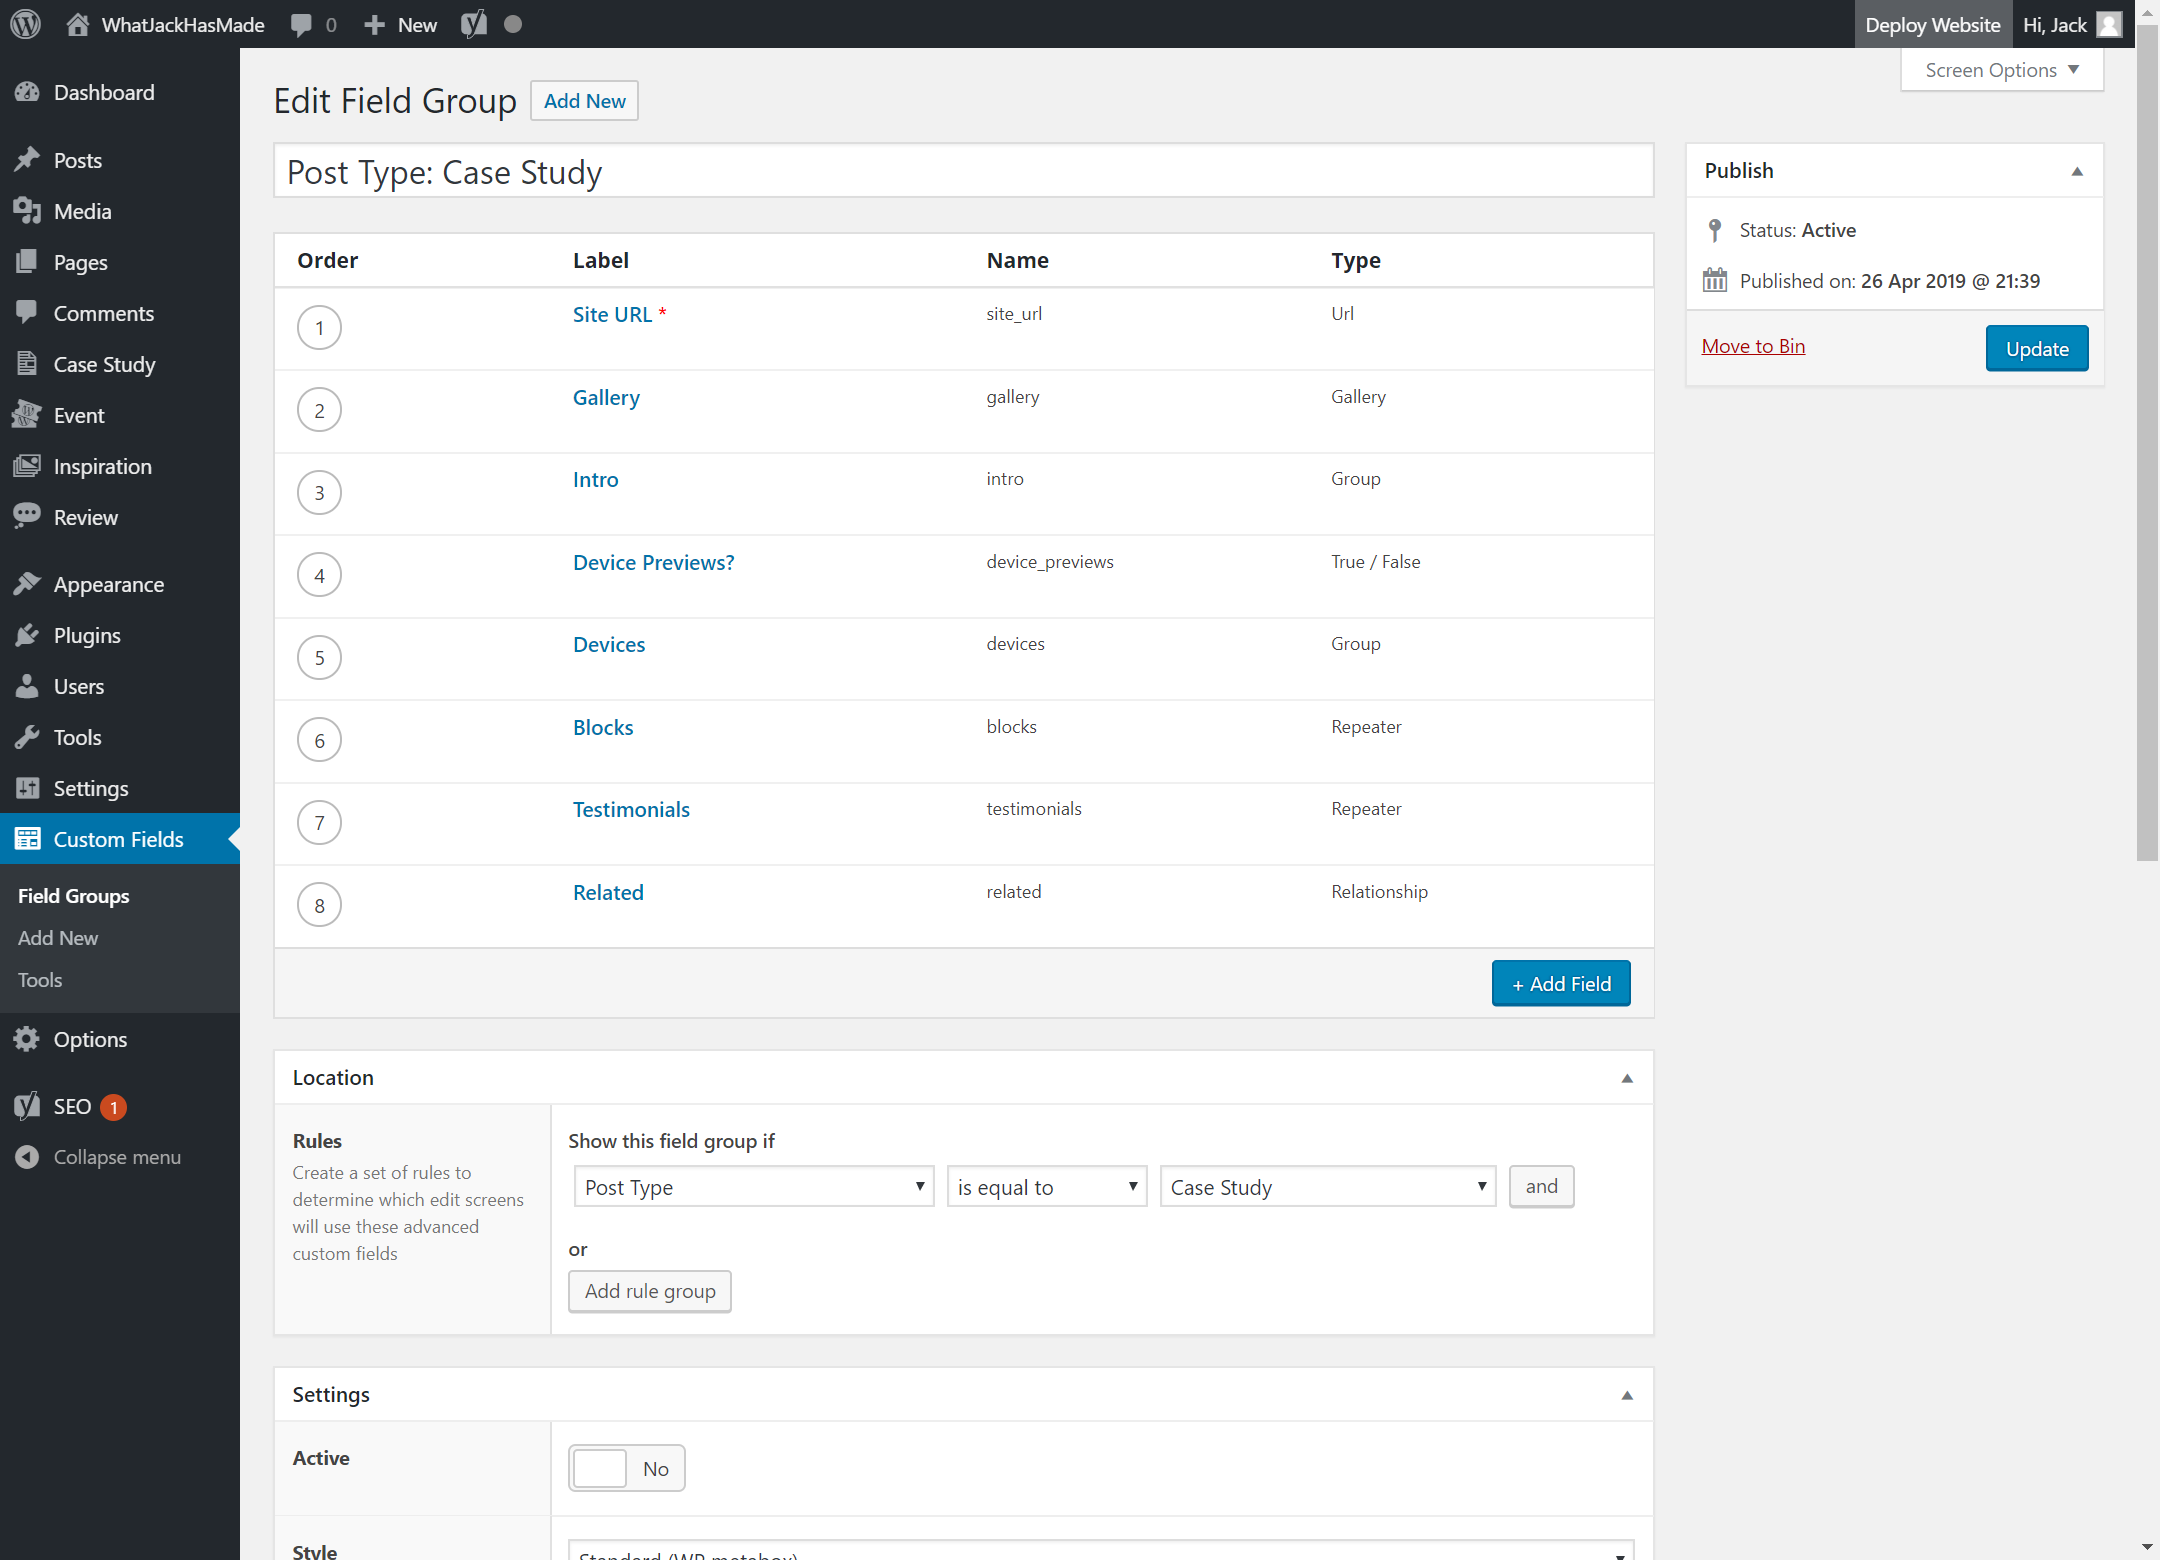 WhatJackHasMade 0 New Deploy Website Hi, Jack
Screen Options
Dashboard
Posts
Media
Pages
Comments
Case Study
Event
Inspiration
Review
Appearance
Plugins
Users
Tools
Settings
Custom Fields
Field Groups
Add New
Tools
Options
SEO 1
Collapse menu
Edit Field Group Add New
Post Type: Case Study
Order Label Name Type
1 Site URL * site_url Url
2 Gallery gallery Gallery
3 Intro intro Group
4 Device Previews? device_previews True / False
5 Devices devices Group
6 Blocks blocks Repeater
7 Testimonials testimonials Repeater
8 Related related Relationship
+ Add Field
Publish
Status: Active
Published on: 26 Apr 2019 @ 21:39
Move to Bin Update
Location
Rules
Create a set of rules to
determine which edit screens
will use these advanced
custom fields
Show this field group if
Post Type is equal to Case Study and
or
Add rule group
Settings
Active No
Style Standard (WP metabox)